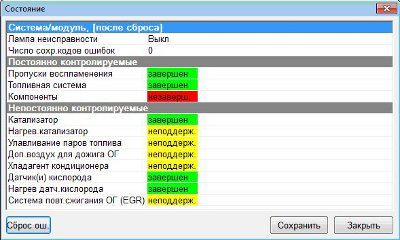 Состояние
Система/модуль, [после сброса]
Лампа неисправности Выкл
Число сохр.кодов ошибок 0
Постоянно контролируемые
Пропуски воспламенения завершен
Топливная система завершен
Компоненты незаверш.
Непостоянно контролируемые
Катализатор завершен
Нагрев.катализатор неподдерж.
Улавливание паров топлива неподдерж.
Доп.воздух для дожига ОГ неподдерж.
Хладагент кондиционера неподдерж.
Датчик(и) кислорода завершен
Нагрев датч.кислорода завершен
Система повт.сжигания ОГ (EGR) неподдерж.
Сброс ош. Сохранить Закрыть